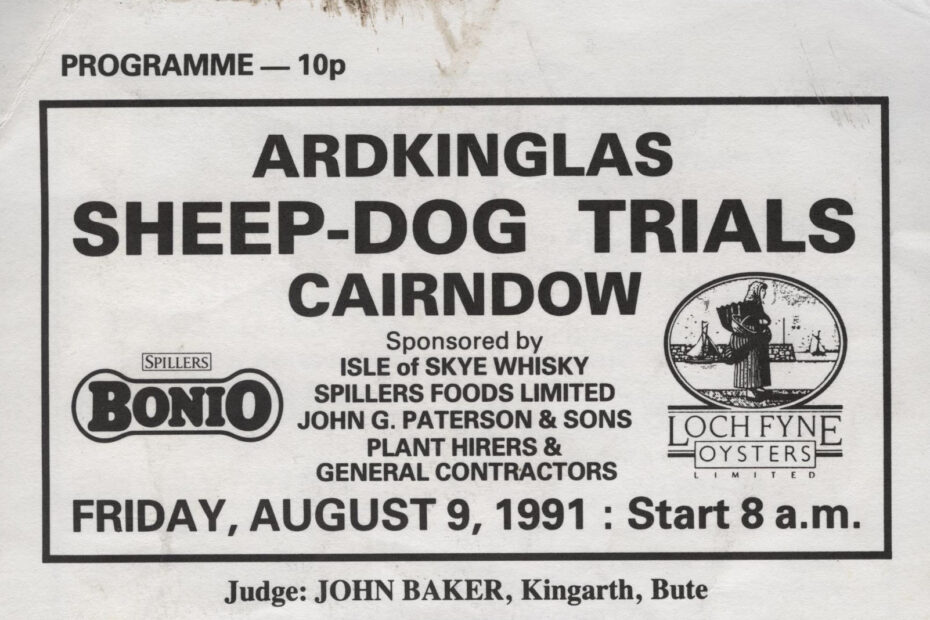 PROGRAMME — 10p
ARDKINGLAS
SHEEP-DOG TRIALS
CAIRNDOW
Sponsored by
ISLE of SKYE WHISKY
SPILLERS FOODS LIMITED
JOHN G. PATERSON & SONS
PLANT HIRERS &
GENERAL CONTRACTORS
SPILLERS
BONIO
LOCH FYNE
OYSTERS
LIMITED
FRIDAY, AUGUST 9, 1991 : Start 8 a.m.
Judge: JOHN BAKER, Kingarth, Bute